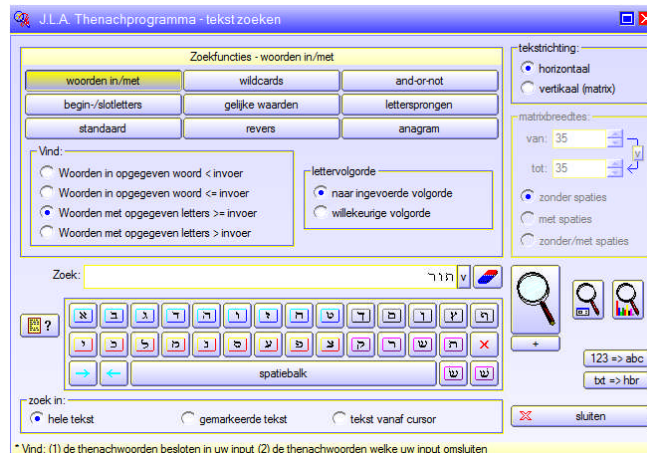 J.L.A. Thenachprogramma - tekst zoeken
Zoekfuncties - woorden in/met
woorden in/met wildcards and-or-not
begin-/slotletters gelijke waarden lettersprongen
standaard revers anagram
tekstrichting:
horizontaal
vertikaal (matrix)
matrixbreedtes:
van: 35
v
tot: 35
zonder spaties
met spaties
zonder/met spaties
Vind:
Woorden in opgegeven woord < invoer
Woorden in opgegeven woord <= invoer
Woorden met opgegeven letters >= invoer
Woorden met opgegeven letters > invoer
lettervolgorde
naar ingevoerde volgorde
willekeurige volgorde
Zoek: תור v
?
א ב ג ד ה ו ז ח ט ך ם ן ץ ף
י כ ל מ נ ס ע פ צ ק ר ש ת ×
→ ← spatiebalk שׂ שׁ
+
123 => abc
txt => hbr
zoek in:
hele tekst gemarkeerde tekst tekst vanaf cursor
sluiten
* Vind: (1) de thenachwoorden besloten in uw input (2) de thenachwoorden welke uw input omsluiten